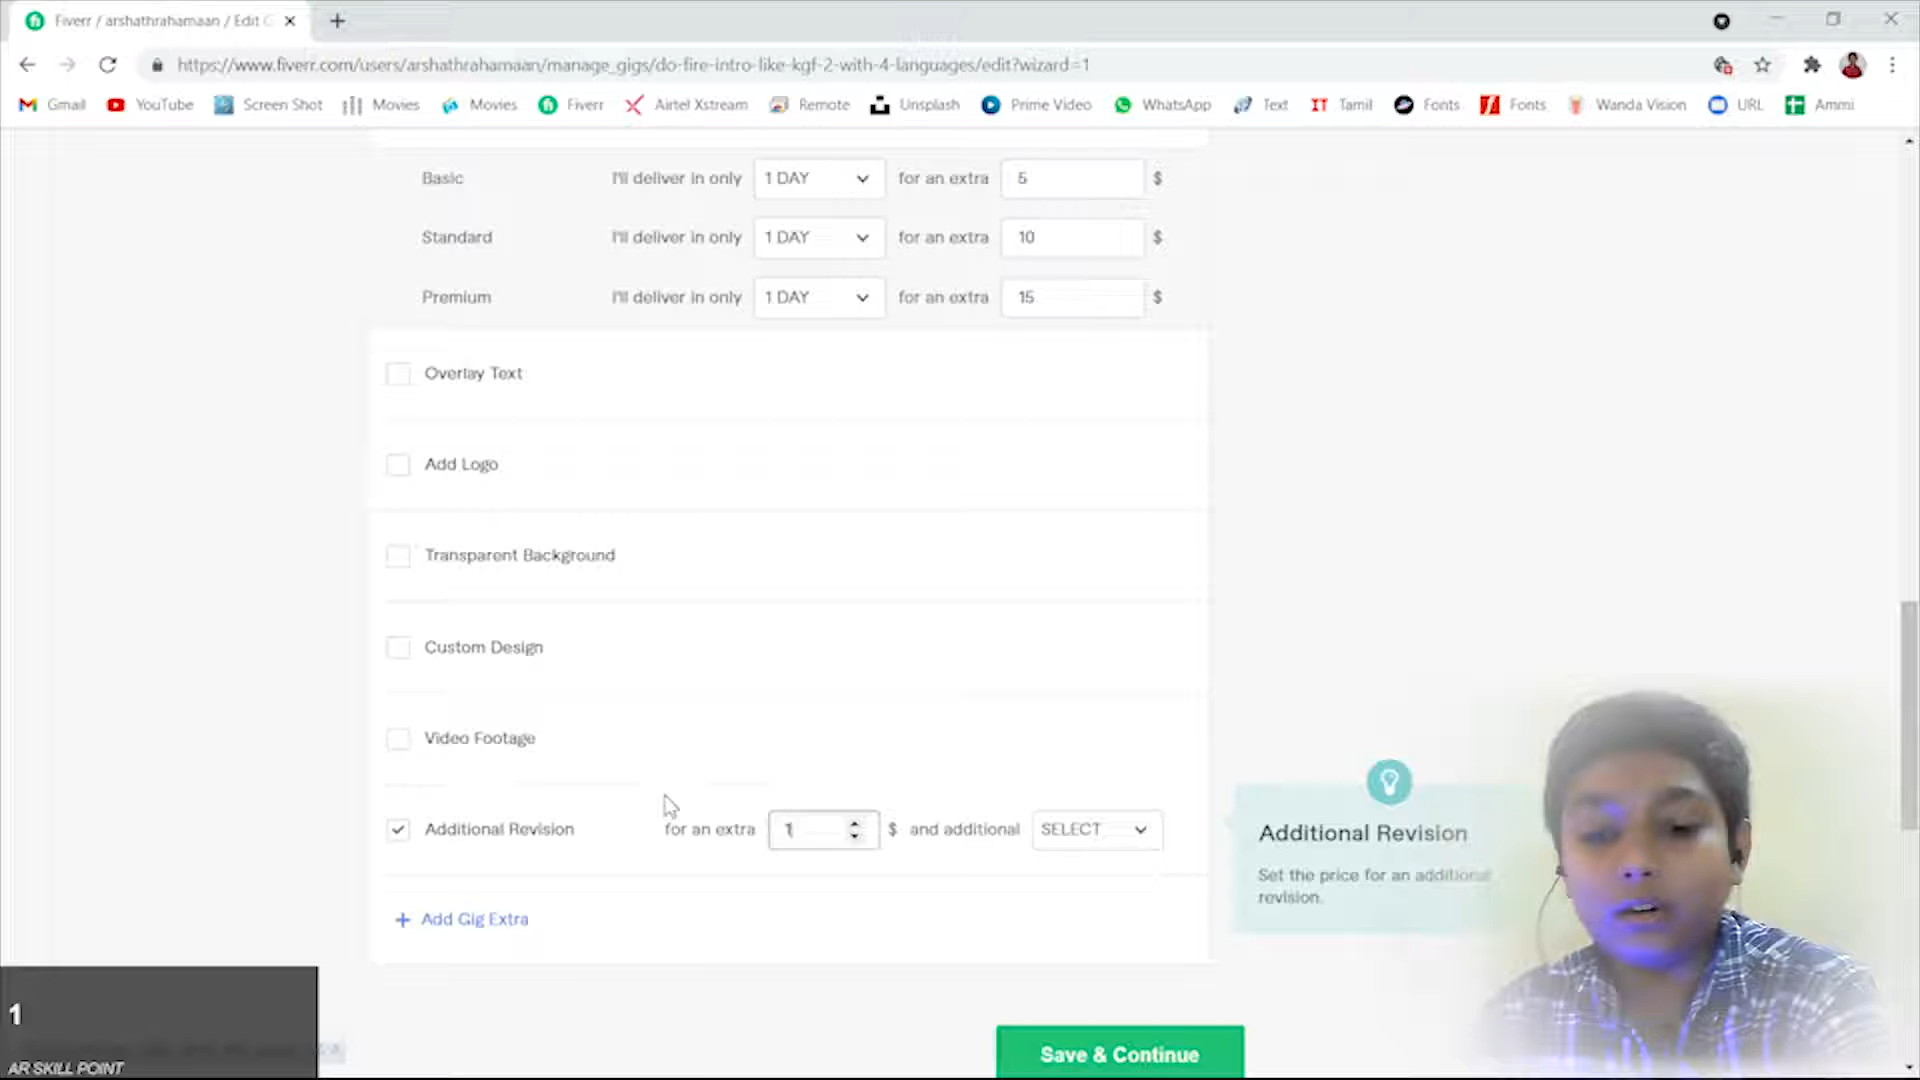 Fiverr / arshathrahamaan / Edit G
https://www.fiverr.com/users/arshathrahamaan/manage_gigs/do-fire-intro-like-kgf-2-with-4-languages/edit?wizard=1
Gmail YouTube Screen Shot Movies Movies Fiverr Airtel Xstream Remote Unsplash Prime Video WhatsApp Text Tamil Fonts Fonts Wanda Vision URL Ammi
Basic I'll deliver in only 1 DAY for an extra 5 $
Standard I'll deliver in only 1 DAY for an extra 10 $
Premium I'll deliver in only 1 DAY for an extra 15 $
Overlay Text
Add Logo
Transparent Background
Custom Design
Video Footage
Additional Revision for an extra 1 $ and additional SELECT
Additional Revision
Set the price for an additional
revision.
+ Add Gig Extra
1
Save & Continue
AR SKILL POINT